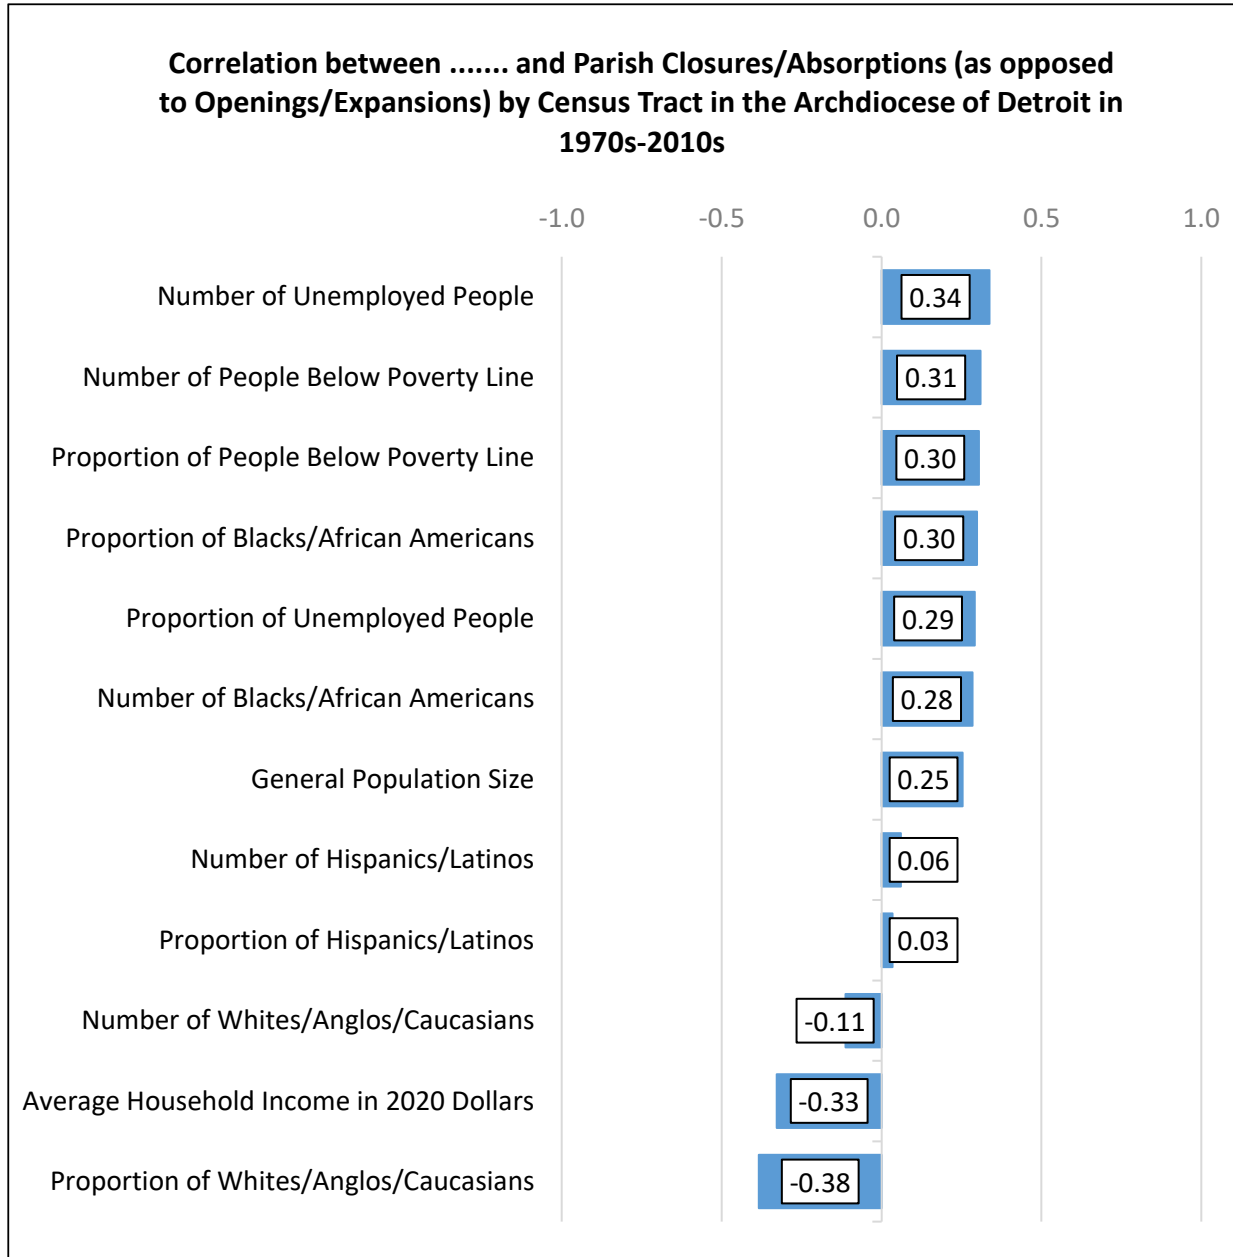 Correlation between ....... and Parish Closures/Absorptions (as opposed
to Openings/Expansions) by Census Tract in the Archdiocese of Detroit in
1970s-2010s
-1.0 -0.5 0.0 0.5 1.0
Number of Unemployed People 0.34
Number of People Below Poverty Line 0.31
Proportion of People Below Poverty Line 0.30
Proportion of Blacks/African Americans 0.30
Proportion of Unemployed People 0.29
Number of Blacks/African Americans 0.28
General Population Size 0.25
Number of Hispanics/Latinos 0.06
Proportion of Hispanics/Latinos 0.03
Number of Whites/Anglos/Caucasians -0.11
Average Household Income in 2020 Dollars -0.33
Proportion of Whites/Anglos/Caucasians -0.38